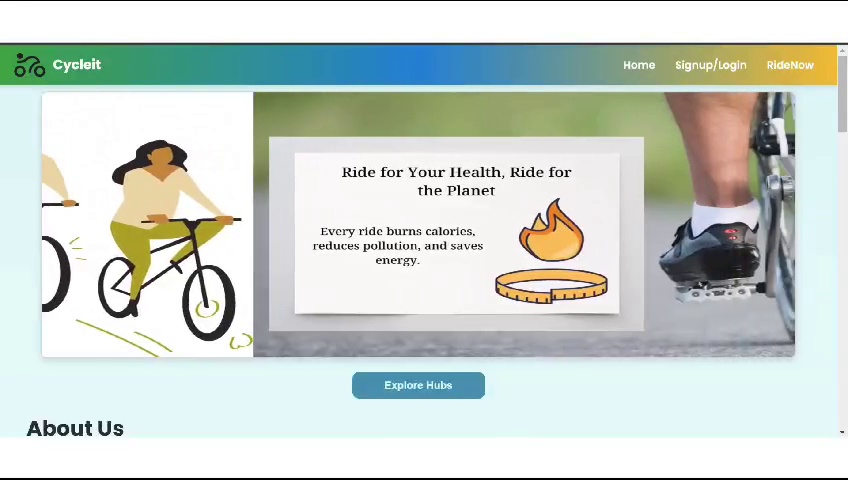 Cycleit
Home Signup/Login RideNow
Ride for Your Health, Ride for
the Planet
Every ride burns calories,
reduces pollution, and saves
energy.
Explore Hubs
About Us